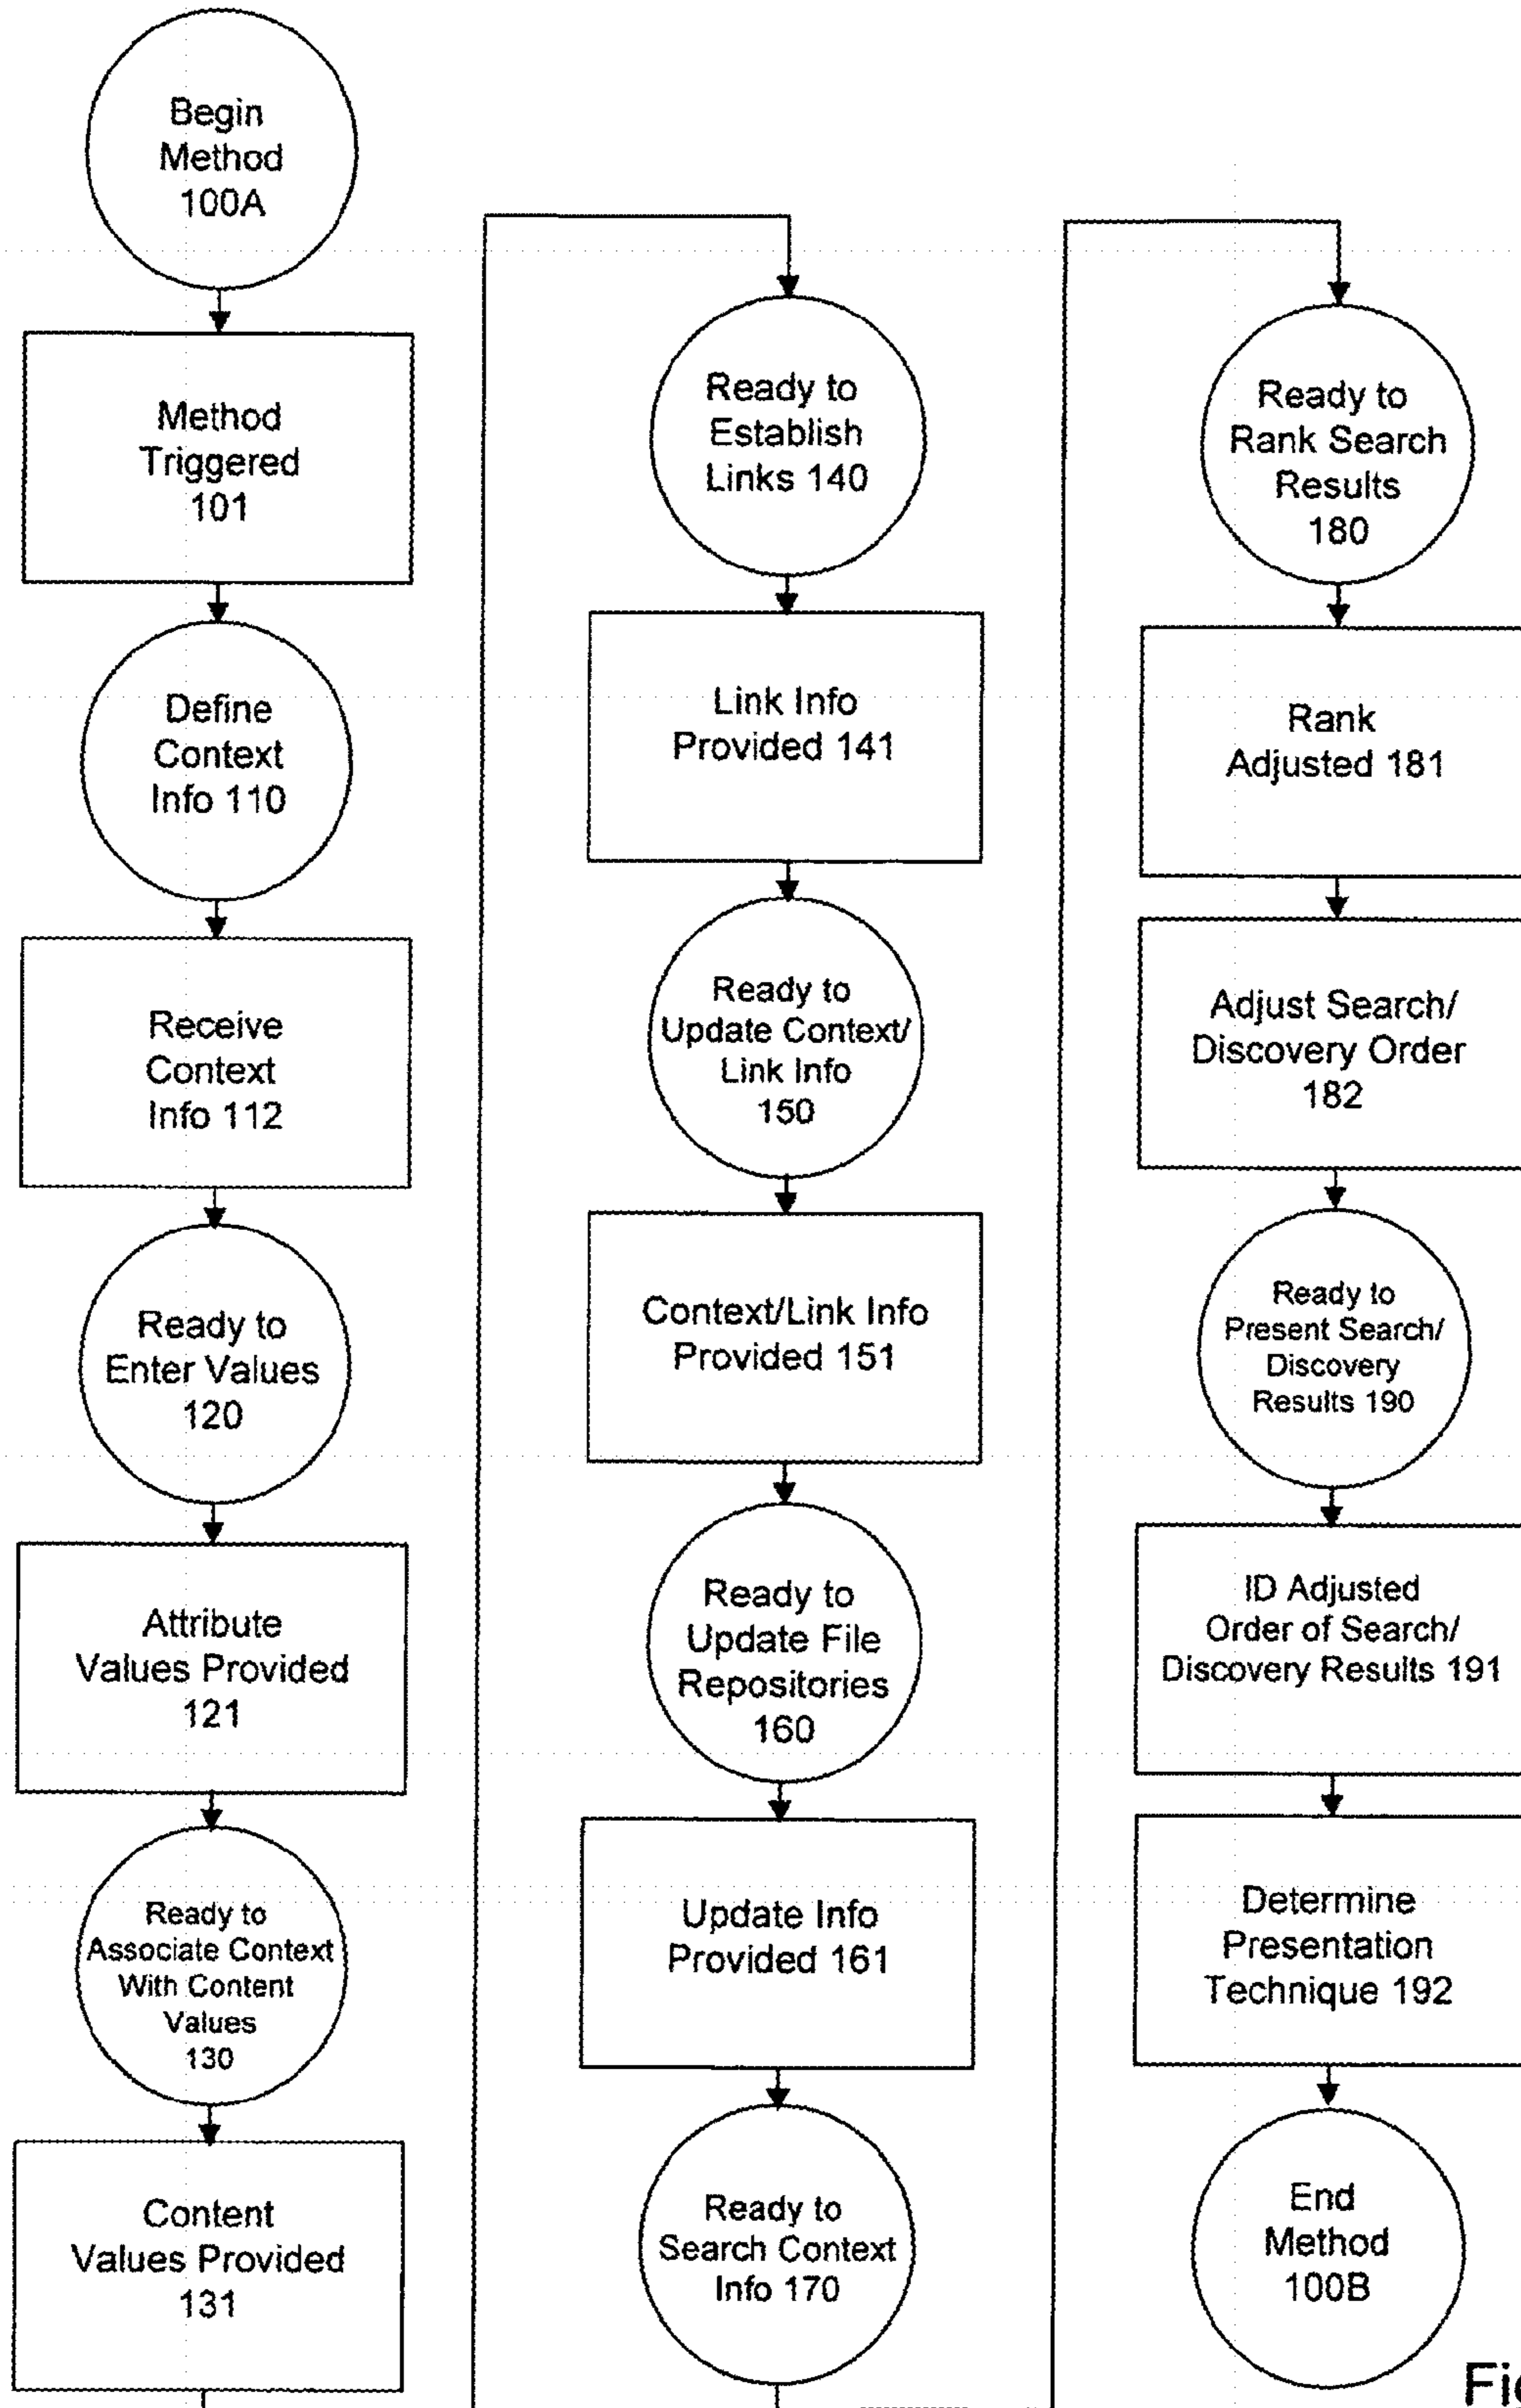 Begin
Method
100A
Method
Triggered
101
Define
Context
Info 110
Receive
Context
Info 112
Ready to
Enter Values
120
Attribute
Values Provided
121
Ready to
Associate Context
With Content
Values
130
Content
Values Provided
131
Ready to
Establish
Links 140
Link Info
Provided 141
Ready to
Update Context/
Link Info
150
Context/Link Info
Provided 151
Ready to
Update File
Repositories
160
Update Info
Provided 161
Ready to
Search Context
Info 170
Ready to
Rank Search
Results
180
Rank
Adjusted 181
Adjust Search/
Discovery Order
182
Ready to
Present Search/
Discovery
Results 190
ID Adjusted
Order of Search/
Discovery Results 191
Determine
Presentation
Technique 192
End
Method
100B